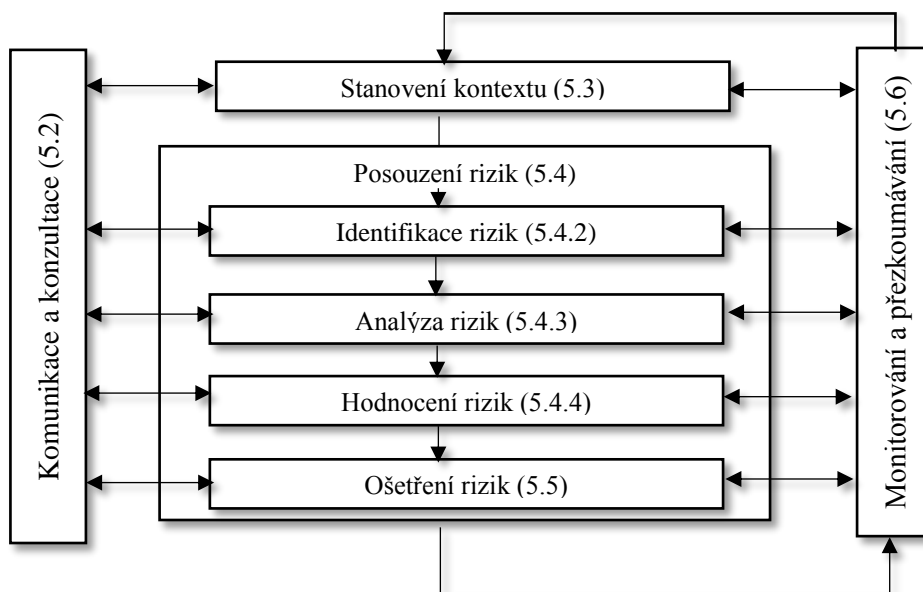 Komunikace a konzultace (5.2)
Stanovení kontextu (5.3)
Posouzení rizik (5.4)
Identifikace rizik (5.4.2)
Analýza rizik (5.4.3)
Hodnocení rizik (5.4.4)
Ošetření rizik (5.5)
Monitorování a přezkoumávání (5.6)